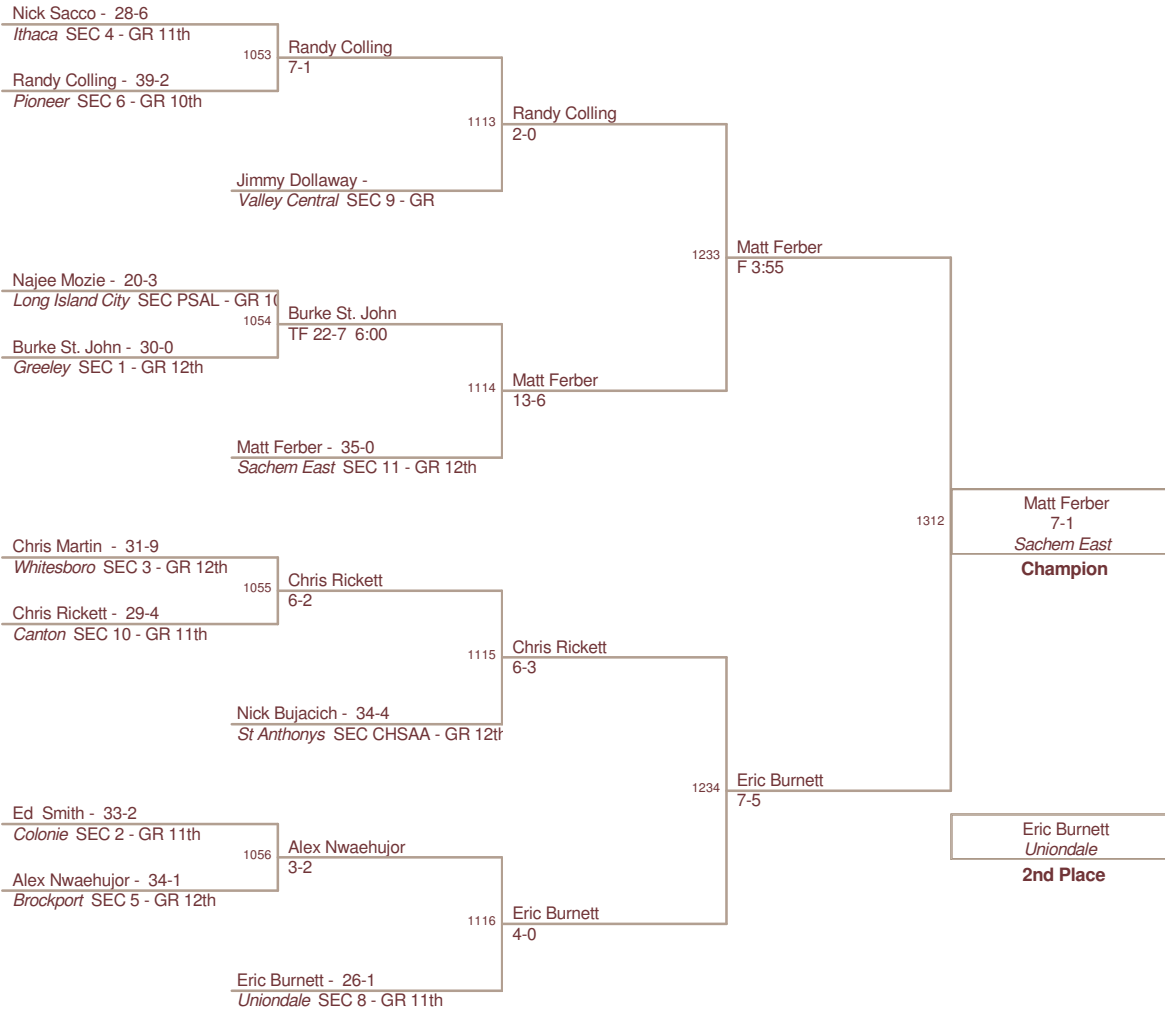 Nick Sacco - 28-6
Ithaca SEC 4 - GR 11th
1053
Randy Colling
7-1
Randy Colling - 39-2
Pioneer SEC 6 - GR 10th
1113
Randy Colling
2-0
Jimmy Dollaway -
Valley Central SEC 9 - GR
1233
Matt Ferber
F 3:55
Najee Mozie - 20-3
Long Island City SEC PSAL - GR 10
1054
Burke St. John
TF 22-7 6:00
Burke St. John - 30-0
Greeley SEC 1 - GR 12th
1114
Matt Ferber
13-6
Matt Ferber - 35-0
Sachem East SEC 11 - GR 12th
1312
Matt Ferber
7-1
Sachem East
Champion
Chris Martin - 31-9
Whitesboro SEC 3 - GR 12th
1055
Chris Rickett
6-2
Chris Rickett - 29-4
Canton SEC 10 - GR 11th
1115
Chris Rickett
6-3
Nick Bujacich - 34-4
St Anthonys SEC CHSAA - GR 12th
1234
Eric Burnett
7-5
Ed Smith - 33-2
Colonie SEC 2 - GR 11th
1056
Alex Nwaehujor
3-2
Alex Nwaehujor - 34-1
Brockport SEC 5 - GR 12th
Eric Burnett
Uniondale
2nd Place
1116
Eric Burnett
4-0
Eric Burnett - 26-1
Uniondale SEC 8 - GR 11th